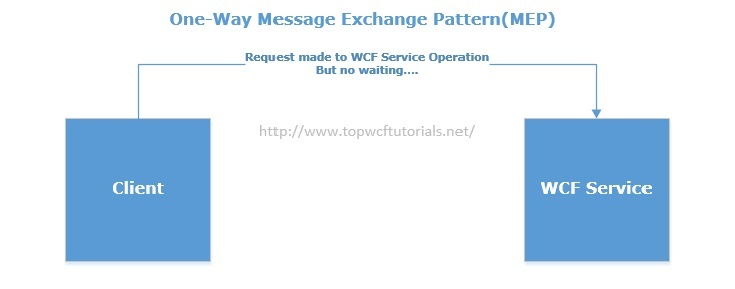 One-Way Message Exchange Pattern(MEP)
Request made to WCF Service Operation
But no waiting....
http://www.topwcftutorials.net/
Client
WCF Service